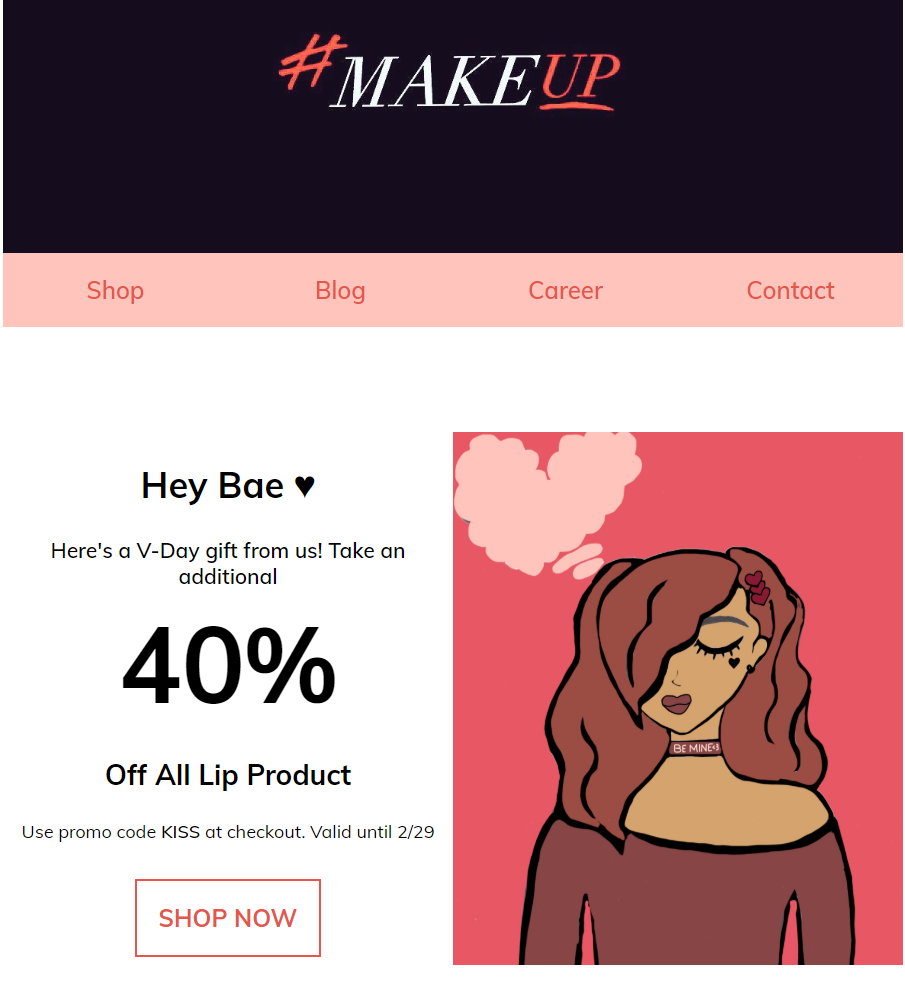 #MAKEUP
Shop Blog Career Contact
Hey Bae ♥
Here's a V-Day gift from us! Take an
additional
40%
Off All Lip Product
Use promo code KISS at checkout. Valid until 2/29
SHOP NOW
BE MINE<3